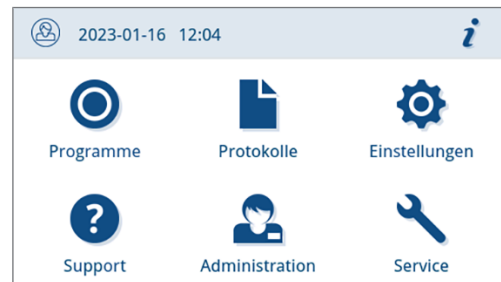 2023-01-16 12:04 i
Programme Protokolle Einstellungen
?
Support Administration Service